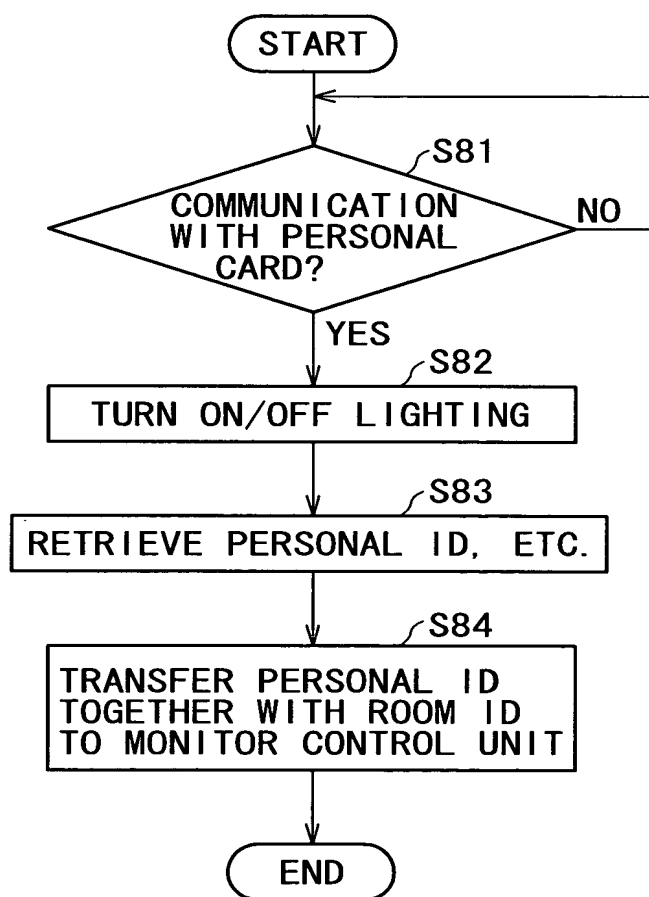 START
S81
COMMUNICATION
WITH PERSONAL
CARD?
NO
YES
S82
TURN ON/OFF LIGHTING
S83
RETRIEVE PERSONAL ID, ETC.
S84
TRANSFER PERSONAL ID
TOGETHER WITH ROOM ID
TO MONITOR CONTROL UNIT
END